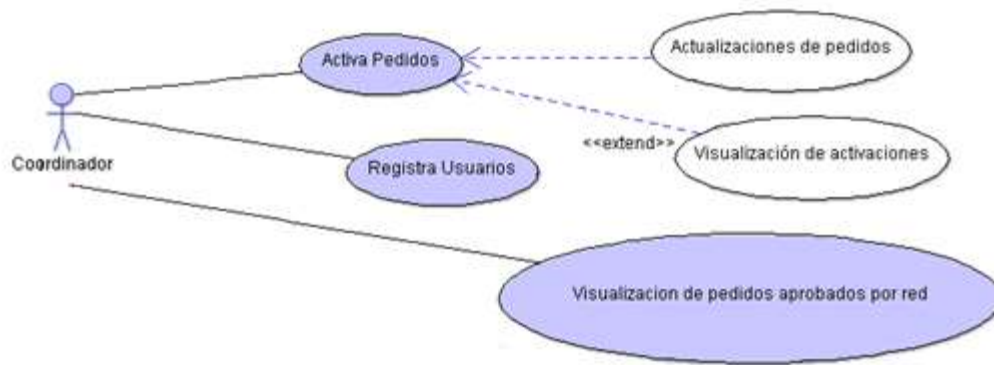 Actualizaciones de pedidos
Activa Pedidos
<<extend>>
Visualización de activaciones
Coordinador
Registra Usuarios
Visualizacion de pedidos aprobados por red